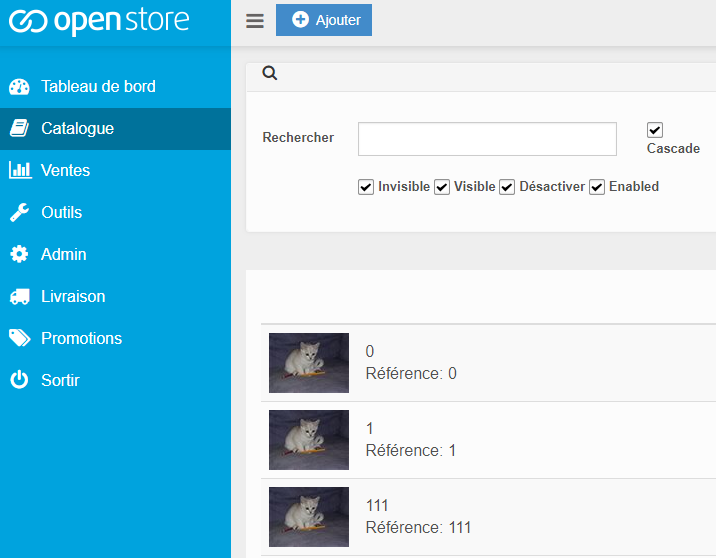 openstore
Ajouter
Tableau de bord
Catalogue
Ventes
Outils
Admin
Livraison
Promotions
Sortir
Rechercher
Cascade
Invisible Visible Désactiver Enabled
0
Référence: 0
1
Référence: 1
111
Référence: 111